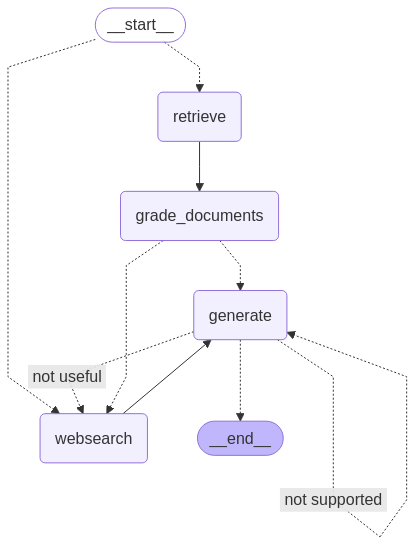 __start__
retrieve
grade_documents
generate
not useful
websearch
__end__
not supported